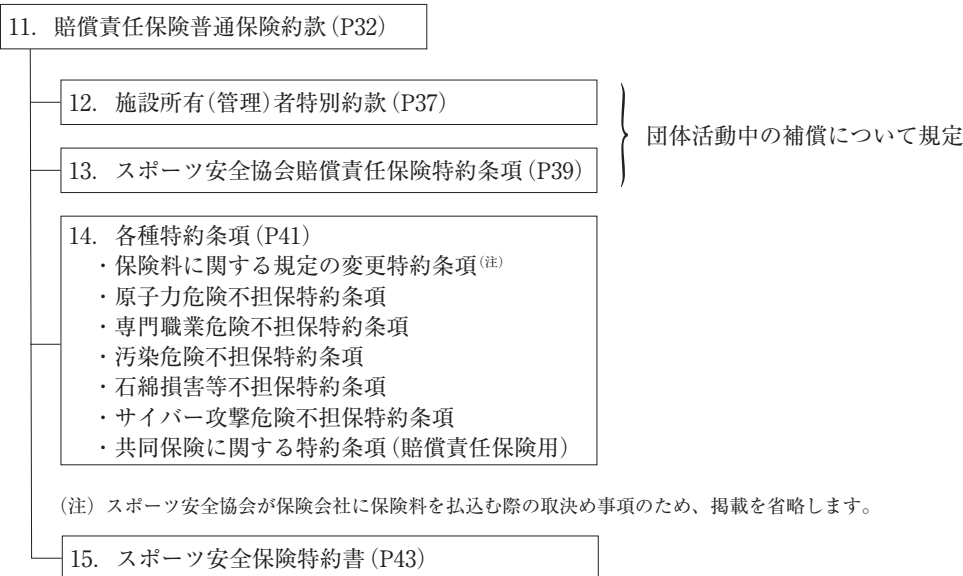 11. 賠償責任保険普通保険約款(P32)
12. 施設所有(管理)者特別約款(P37)
団体活動中の補償について規定
13. スポーツ安全協会賠償責任保険特約条項(P39)
14. 各種特約条項(P41)
・保険料に関する規定の変更特約条項(注)
・原子力危険不担保特約条項
・専門職業危険不担保特約条項
・汚染危険不担保特約条項
・石綿損害等不担保特約条項
・サイバー攻撃危険不担保特約条項
・共同保険に関する特約条項(賠償責任保険用)
(注)スポーツ安全協会が保険会社に保険料を払込む際の取決め事項のため、掲載を省略します。
15. スポーツ安全保険特約書(P43)